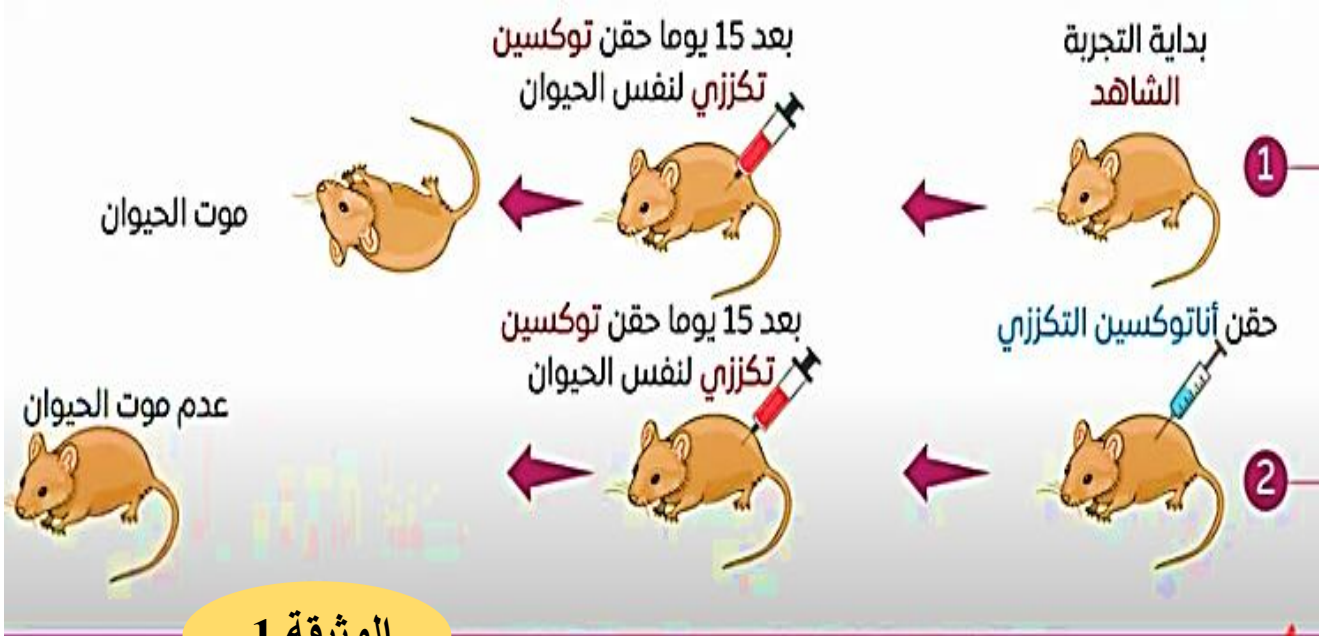 بداية التجربة
الشاهد
1
بعد 15 يوما حقن توكسين
تكززي لنفس الحيوان
موت الحيوان
حقن أناتوكسين التكززي
2
بعد 15 يوما حقن توكسين
تكززي لنفس الحيوان
عدم موت الحيوان
الوثيقة 1